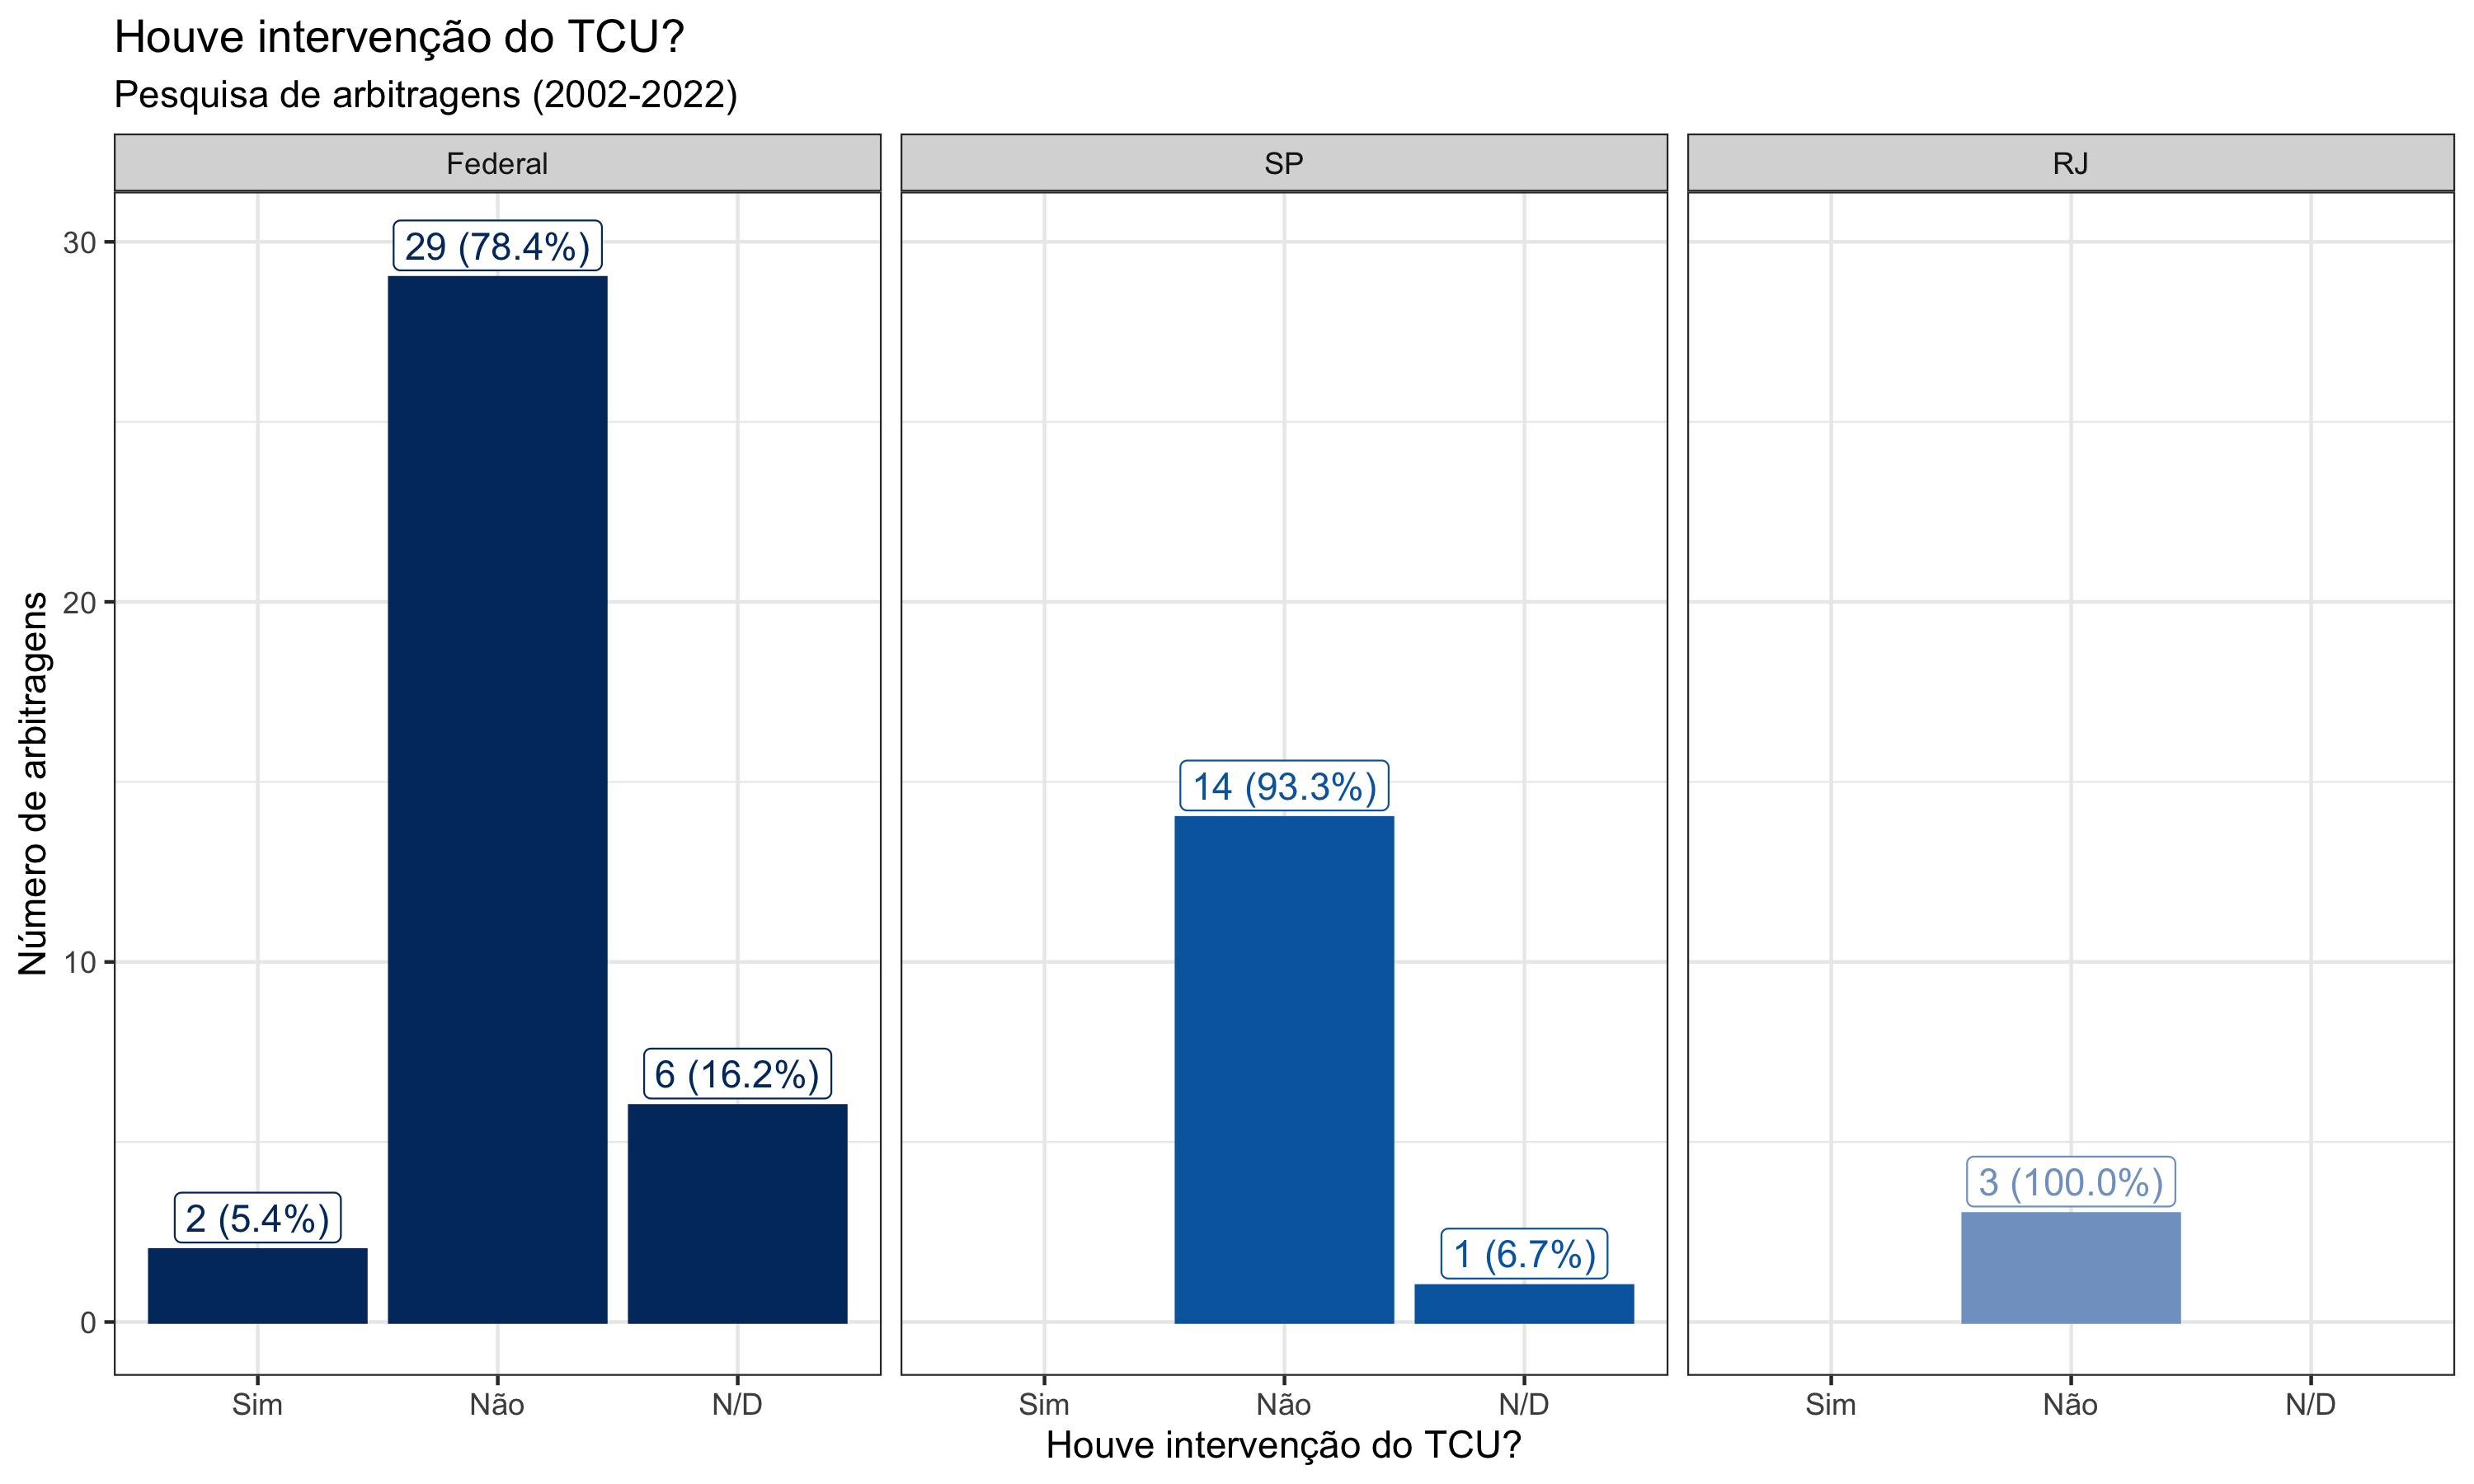 Houve intervenção do TCU?
Pesquisa de arbitragens (2002-2022)
Federal
SP
RJ
Número de arbitragens
30
20
10
0
2 (5.4%)
29 (78.4%)
6 (16.2%)
14 (93.3%)
1 (6.7%)
3 (100.0%)
Sim
Não
N/D
Sim
Não
N/D
Sim
Não
N/D
Houve intervenção do TCU?